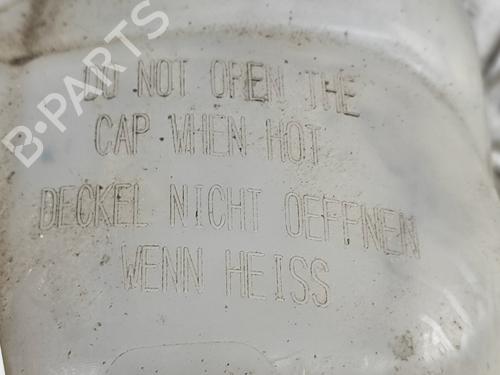 B-PARTS
DO NOT OPEN THE
CAP WHEN HOT
DECKEL NICHT OEFFNEN
WENN HEISS